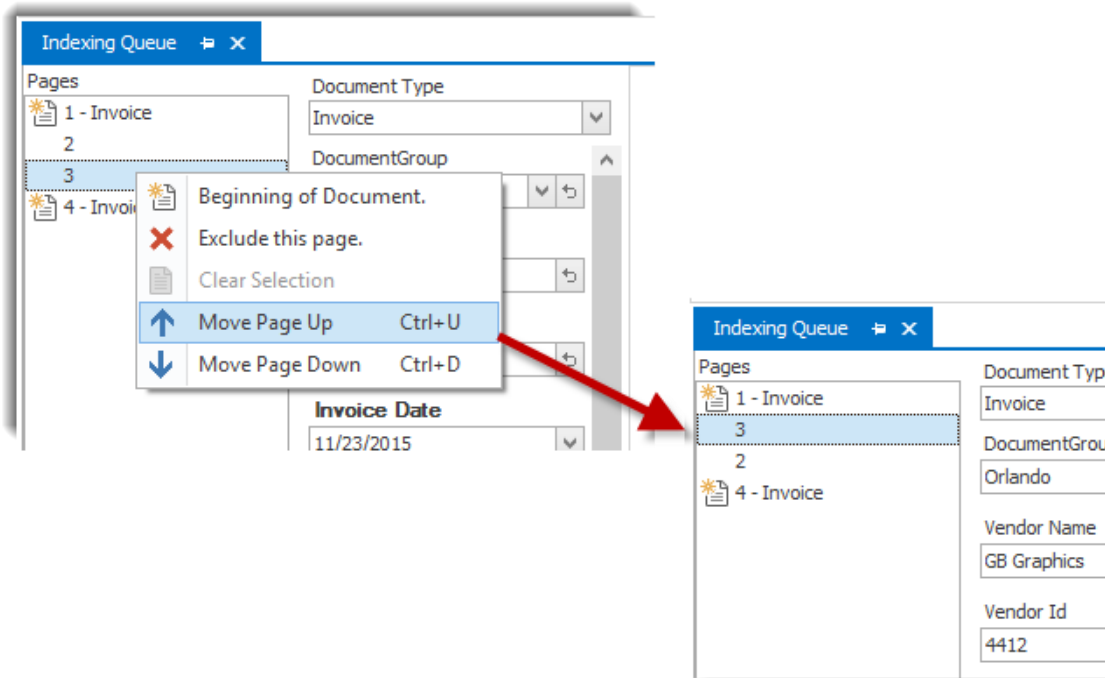 Indexing Queue
Pages
1 - Invoice
2
3
Document Type
Invoice
DocumentGroup
Beginning of Document.
Exclude this page.
Clear Selection
Move Page Up Ctrl+U
Move Page Down Ctrl+D
Invoice Date
11/23/2015
Indexing Queue
Pages
1 - Invoice
3
2
4 - Invoice
Document Typ
Invoice
DocumentGrou
Orlando
Vendor Name
GB Graphics
Vendor Id
4412